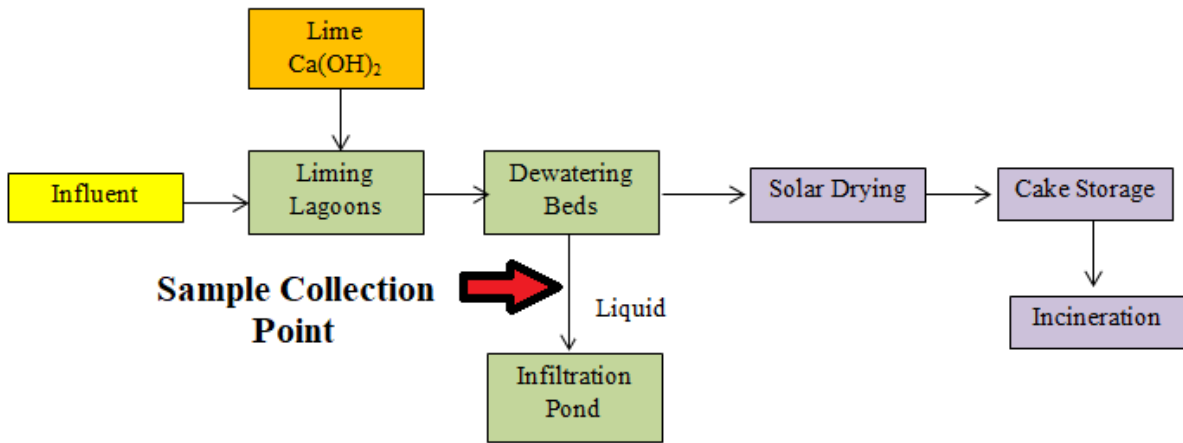 Lime
Ca(OH)₂
Influent
Liming
Lagoons
Dewatering
Beds
Solar Drying
Cake Storage
Sample Collection
Point
Liquid
Incineration
Infiltration
Pond